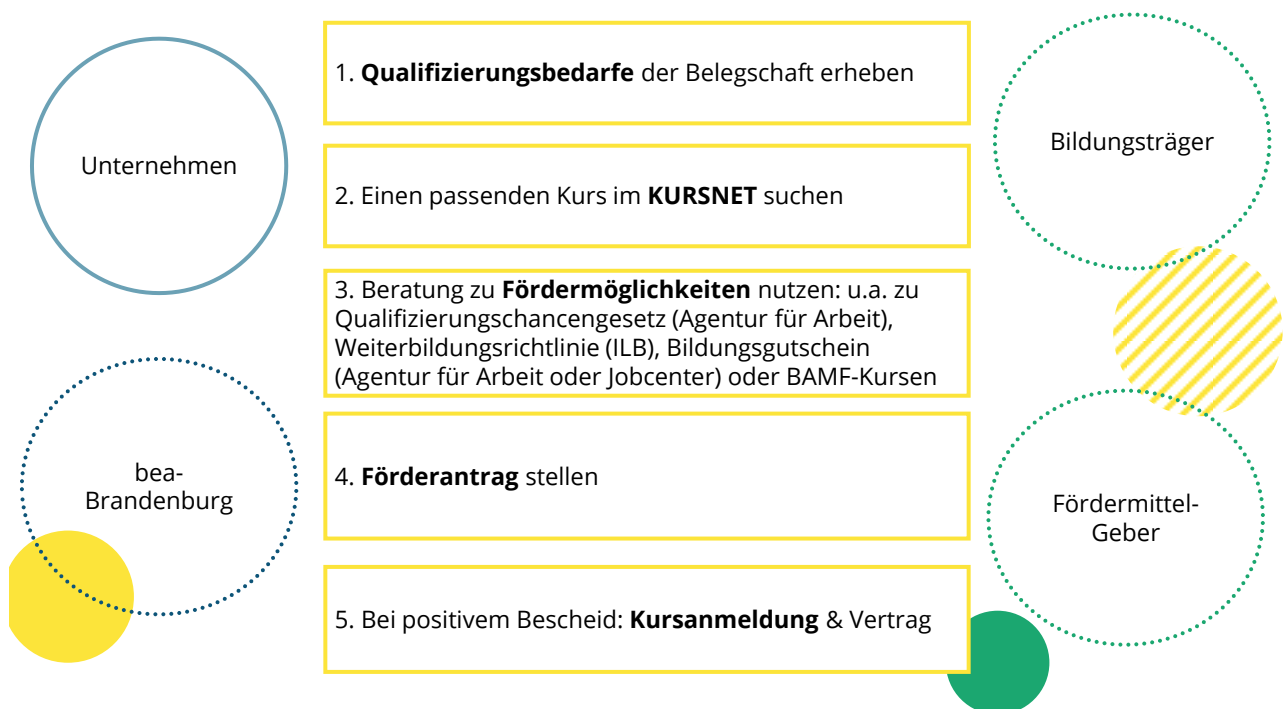 Unternehmen
bea-
Brandenburg
1. Qualifizierungsbedarfe der Belegschaft erheben
2. Einen passenden Kurs im KURSNET suchen
3. Beratung zu Fördermöglichkeiten nutzen: u.a. zu
Qualifizierungschancengesetz (Agentur für Arbeit),
Weiterbildungsrichtlinie (ILB), Bildungsgutschein
(Agentur für Arbeit oder Jobcenter) oder BAMF-Kursen
4. Förderantrag stellen
5. Bei positivem Bescheid: Kursanmeldung & Vertrag
Bildungsträger
Fördermittel-
Geber